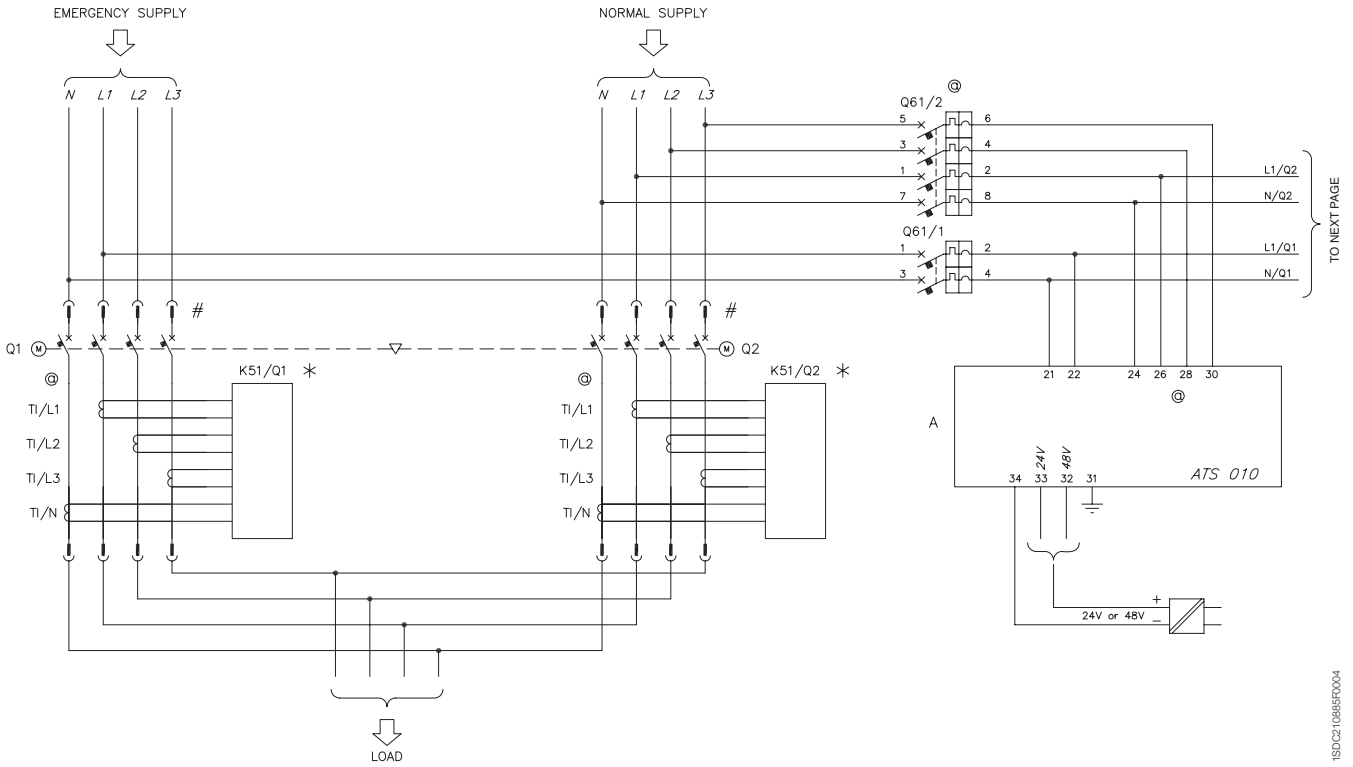 EMERGENCY SUPPLY
NORMAL SUPPLY
N L1 L2 L3
N L1 L2 L3
@
Q61/2
5 6
3 4
1 2 L1/Q2
7 8 N/Q2
Q61/1
1 2 L1/Q1
3 4 N/Q1
TO NEXT PAGE
# #
Q1 M M Q2
@ K51/Q1 *
@ K51/Q2 *
TI/L1
TI/L2
TI/L3
TI/N
TI/L1
TI/L2
TI/L3
TI/N
21 22 24 26 28 30
@
A
24V 48V
ATS 010
34 33 32 31
+
24V or 48V −
LOAD
1SDC210885F0004